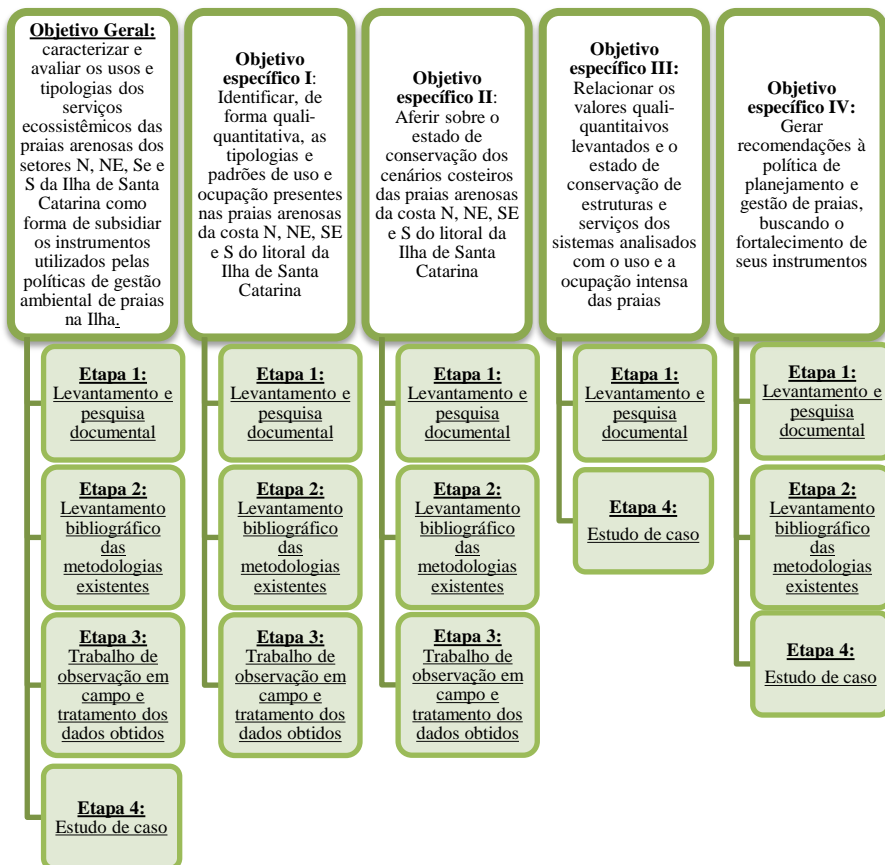 Objetivo Geral:
caracterizar e
avaliar os usos e
tipologias dos
serviços
ecossistêmicos das
praias arenosas dos
setores N, NE, Se e
S da Ilha de Santa
Catarina como
forma de subsidiar
os instrumentos
utilizados pelas
políticas de gestão
ambiental de praias
na Ilha.
Etapa 1:
Levantamento e
pesquisa
documental
Etapa 2:
Levantamento
bibliográfico
das
metodologias
existentes
Etapa 3:
Trabalho de
observação em
campo e
tratamento dos
dados obtidos
Etapa 4:
Estudo de caso
Objetivo
específico I:
Identificar, de
forma quali-
quantitativa, as
tipologias e
padrões de uso e
ocupação presentes
nas praias arenosas
da costa N, NE, SE
e S do litoral da
Ilha de Santa
Catarina
Etapa 1:
Levantamento e
pesquisa
documental
Etapa 2:
Levantamento
bibliográfico
das
metodologias
existentes
Etapa 3:
Trabalho de
observação em
campo e
tratamento dos
dados obtidos
Objetivo
específico II:
Aferir sobre o
estado de
conservação dos
cenários costeiros
das praias arenosas
da costa N, NE, SE
e S do litoral da
Ilha de Santa
Catarina
Etapa 1:
Levantamento e
pesquisa
documental
Etapa 2:
Levantamento
bibliográfico
das
metodologias
existentes
Etapa 3:
Trabalho de
observação em
campo e
tratamento dos
dados obtidos
Objetivo
específico III:
Relacionar os
valores quali-
quantitaivos
levantados e o
estado de
conservação de
estruturas e
serviços dos
sistemas analisados
com o uso e a
ocupação intensa
das praias
Etapa 1:
Levantamento e
pesquisa
documental
Etapa 4:
Estudo de caso
Objetivo
específico IV:
Gerar
recomendações à
política de
planejamento e
gestão de praias,
buscando o
fortalecimento de
seus instrumentos
Etapa 1:
Levantamento e
pesquisa
documental
Etapa 2:
Levantamento
bibliográfico
das
metodologias
existentes
Etapa 4:
Estudo de caso